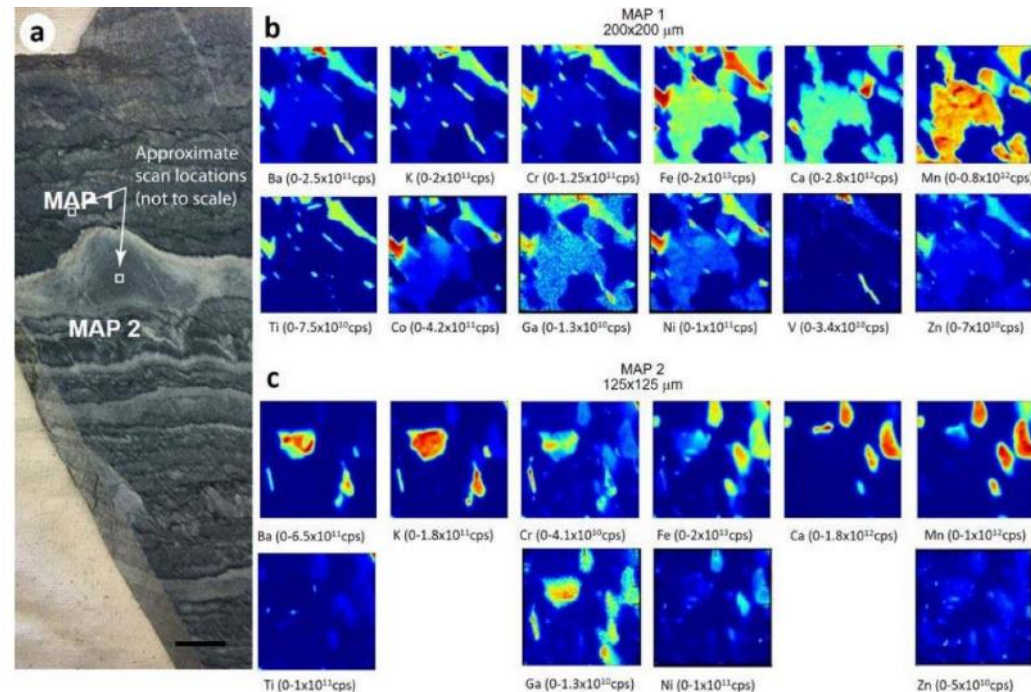 a
Approximate
scan locations
(not to scale)
MAP 1
MAP 2
b
MAP 1
200x200 μm
Ba (0-2.5x10¹¹cps) K (0-2x10¹¹cps) Cr (0-1.25x10¹¹cps) Fe (0-2x10¹³cps) Ca (0-2.8x10¹²cps) Mn (0-0.8x10¹²cps)
Ti (0-7.5x10¹⁰cps) Co (0-4.2x10¹¹cps) Ga (0-1.3x10¹⁰cps) Ni (0-1x10¹¹cps) V (0-3.4x10¹⁰cps) Zn (0-7x10¹⁰cps)
c
MAP 2
125x125 μm
Ba (0-6.5x10¹¹cps) K (0-1.8x10¹¹cps) Cr (0-4.1x10¹⁰cps) Fe (0-2x10¹³cps) Ca (0-1.8x10¹²cps) Mn (0-1x10¹²cps)
Ti (0-1x10¹¹cps) Ga (0-1.3x10¹⁰cps) Ni (0-1x10¹¹cps) Zn (0-5x10¹⁰cps)